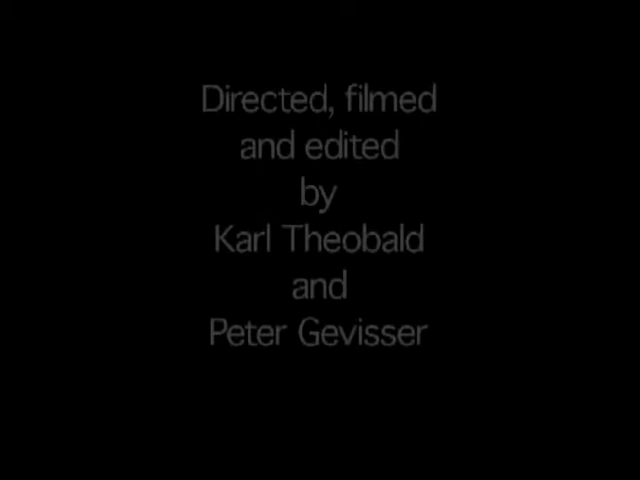 Directed, filmed
and edited
by
Karl Theobald
and
Peter Gevisser